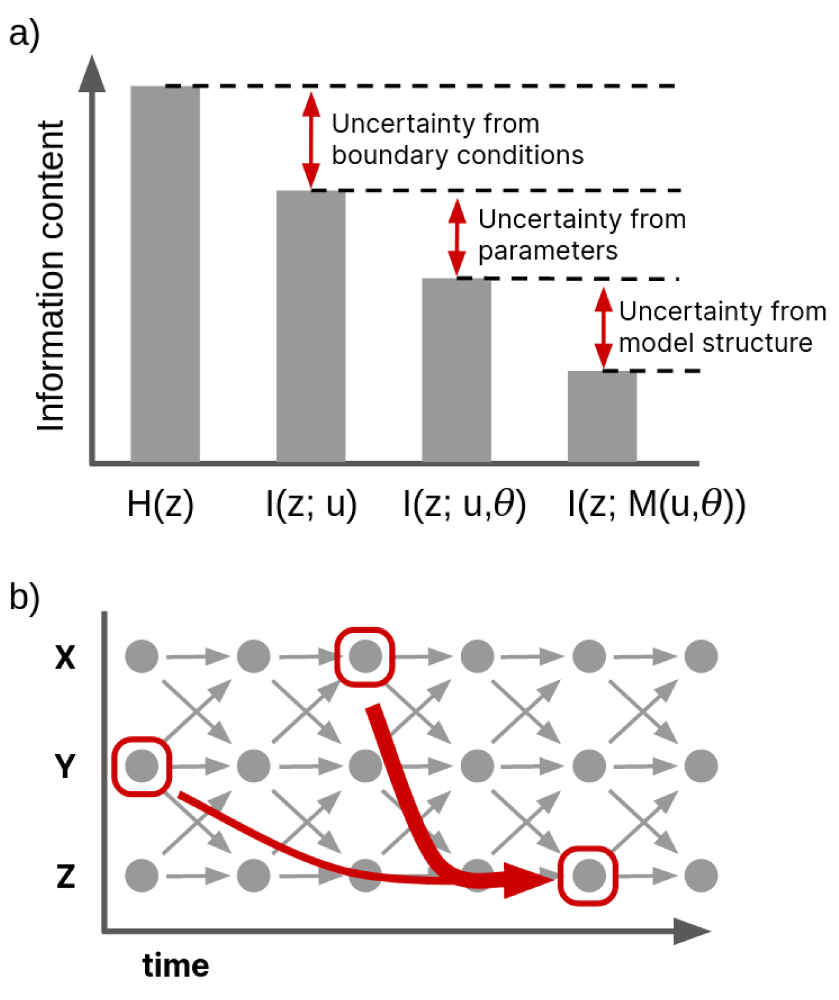 a)
Information content
Uncertainty from
boundary conditions
Uncertainty from
parameters
Uncertainty from
model structure
H(z)
I(z; u)
I(z; u,θ)
I(z; M(u,θ))
b)
X
Y
Z
time